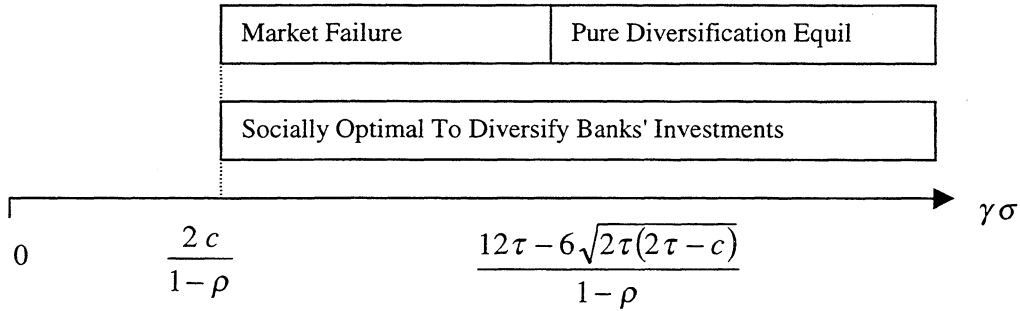 Market Failure
Pure Diversification Equil
Socially Optimal To Diversify Banks' Investments
γσ
0
2 c / 1 − ρ
12τ − 6√2τ(2τ − c) / 1 − ρ